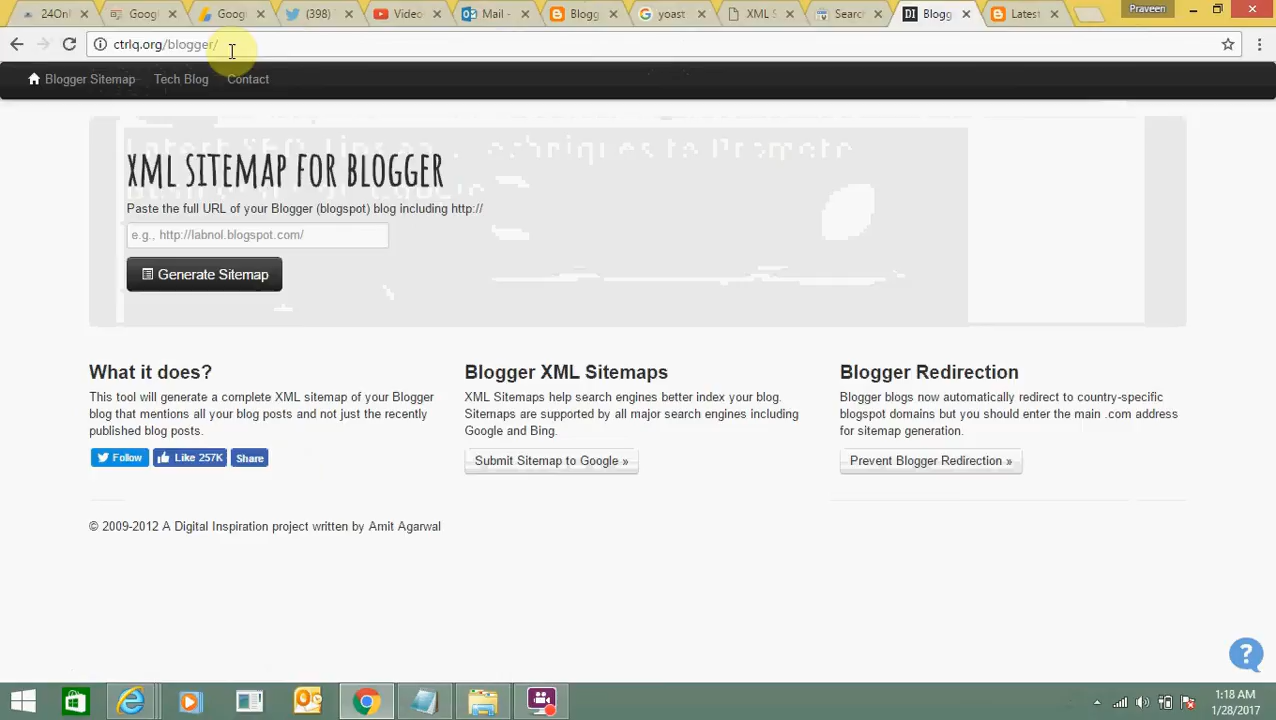 24Onl
Googl
Googl
(398)
Video
Mail -
Blogg
yoast
XML S
Search
DI Blogg
Latest
Praveen
ctrlq.org/blogger/
Blogger Sitemap Tech Blog Contact
XML SITEMAP FOR BLOGGER
Paste the full URL of your Blogger (blogspot) blog including http://
e.g., http://labnol.blogspot.com/
Generate Sitemap
What it does?
This tool will generate a complete XML sitemap of your Blogger
blog that mentions all your blog posts and not just the recently
published blog posts.
Follow Like 257K Share
Blogger XML Sitemaps
XML Sitemaps help search engines better index your blog.
Sitemaps are supported by all major search engines including
Google and Bing.
Submit Sitemap to Google »
Blogger Redirection
Blogger blogs now automatically redirect to country-specific
blogspot domains but you should enter the main .com address
for sitemap generation.
Prevent Blogger Redirection »
© 2009-2012 A Digital Inspiration project written by Amit Agarwal
?
1:18 AM
1/28/2017